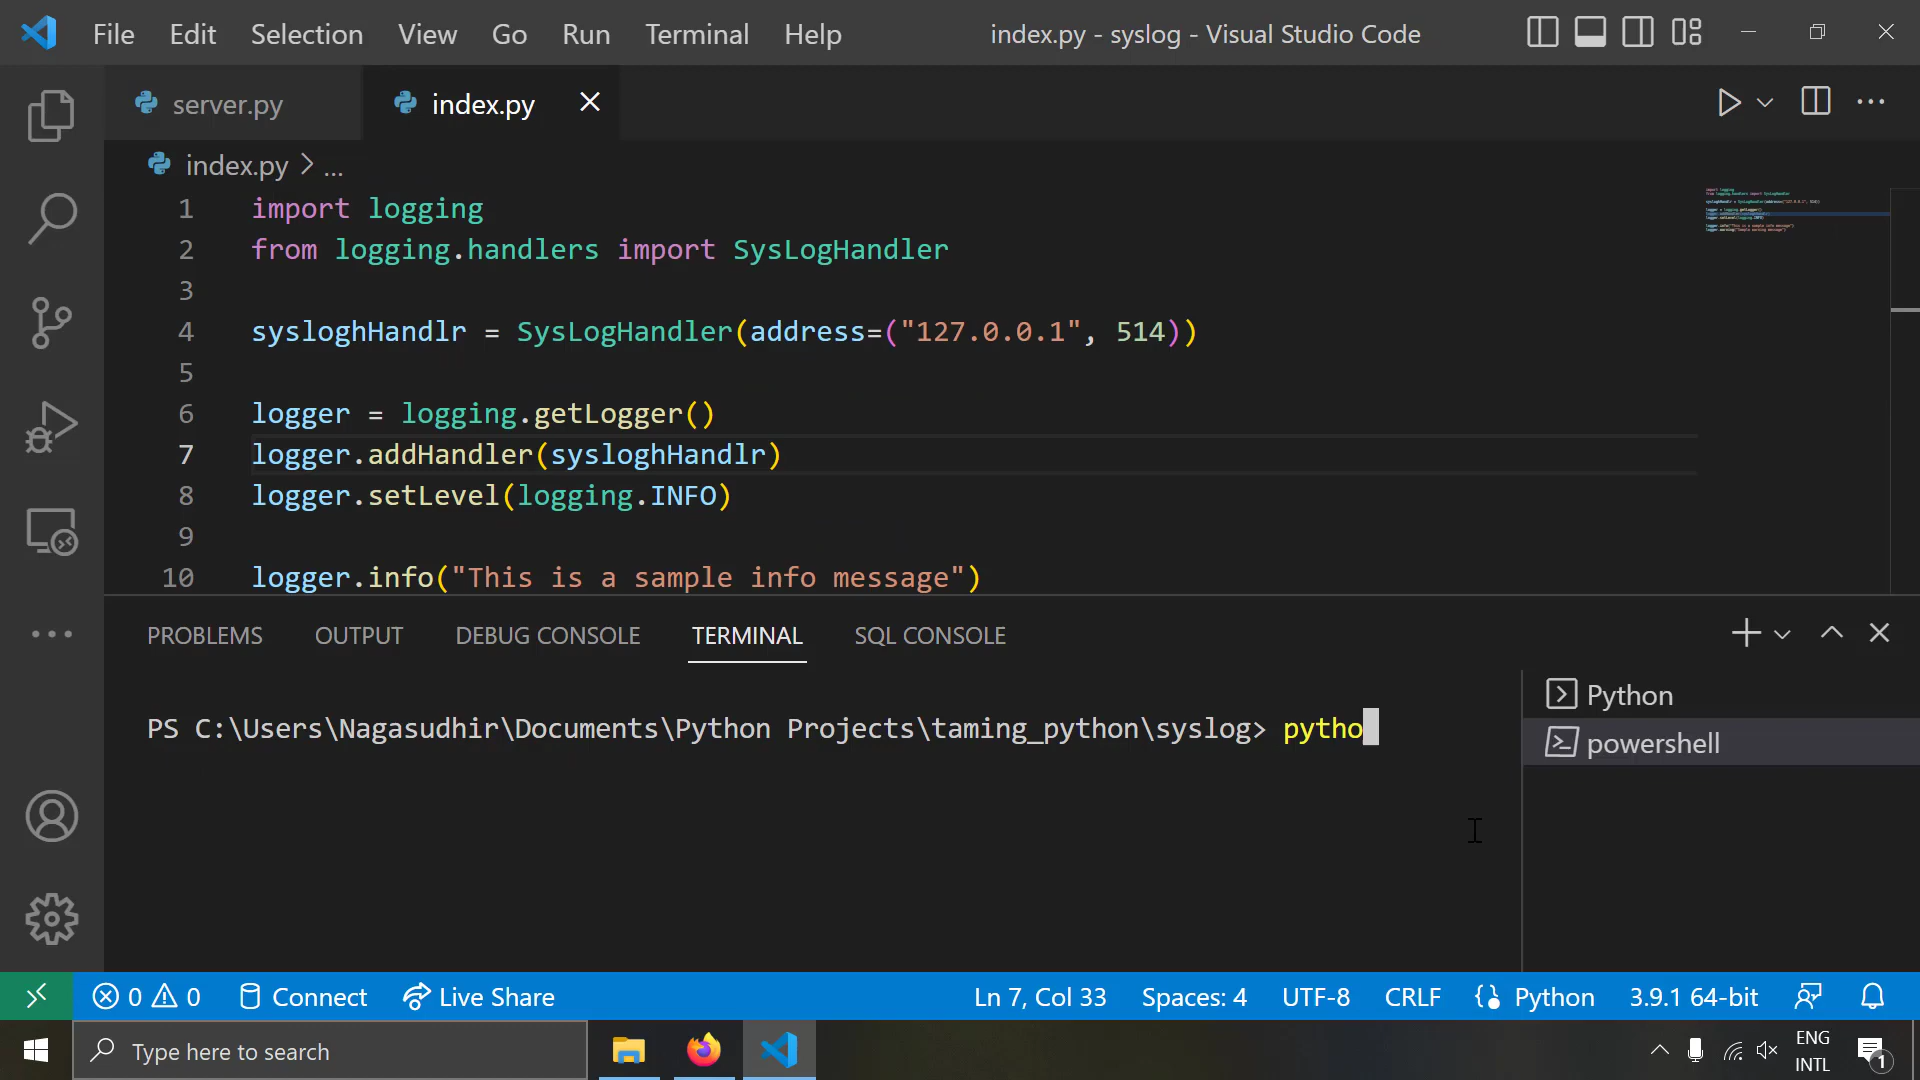 File Edit Selection View Go Run Terminal Help index.py - syslog - Visual Studio Code
server.py index.py
index.py > ...
1 import logging
2 from logging.handlers import SysLogHandler
3
4 sysloghHandlr = SysLogHandler(address=("127.0.0.1", 514))
5
6 logger = logging.getLogger()
7 logger.addHandler(sysloghHandlr)
8 logger.setLevel(logging.INFO)
9
10 logger.info("This is a sample info message")
PROBLEMS OUTPUT DEBUG CONSOLE TERMINAL SQL CONSOLE
Python
PS C:\Users\Nagasudhir\Documents\Python Projects\taming_python\syslog> pytho
powershell
0 0 Connect Live Share Ln 7, Col 33 Spaces: 4 UTF-8 CRLF Python 3.9.1 64-bit
Type here to search
ENG
INTL
1